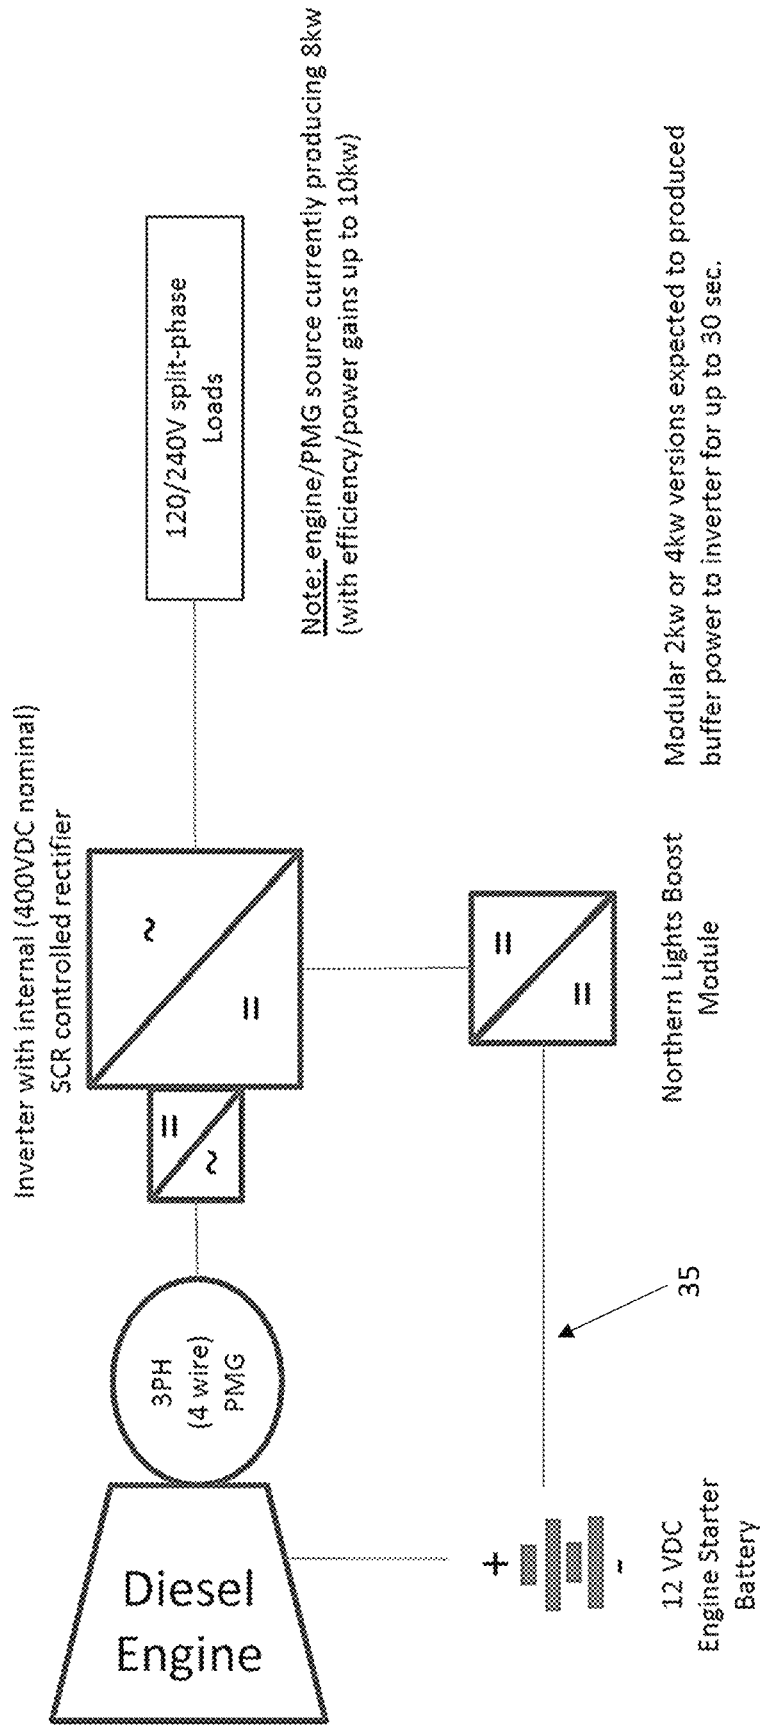 Inverter with internal (400VDC nominal)
SCR controlled rectifier
Diesel
Engine
3PH
(4 wire)
PMG
~
=
=
~
120/240V split-phase
Loads
Note: engine/PMG source currently producing 8kw
(with efficiency/power gains up to 10kw)
+
-
12 VDC
Engine Starter
Battery
35
=
=
Northern Lights Boost
Module
Modular 2kw or 4kw versions expected to produced
buffer power to inverter for up to 30 sec.